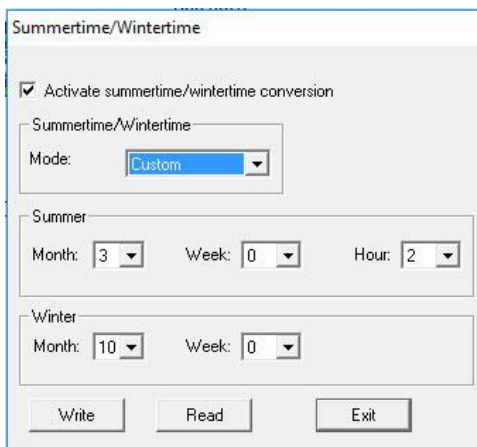 Summertime/Wintertime
Activate summertime/wintertime conversion
Summertime/Wintertime
Mode: Custom
Summer
Month: 3 Week: 0 Hour: 2
Winter
Month: 10 Week: 0
Write Read Exit